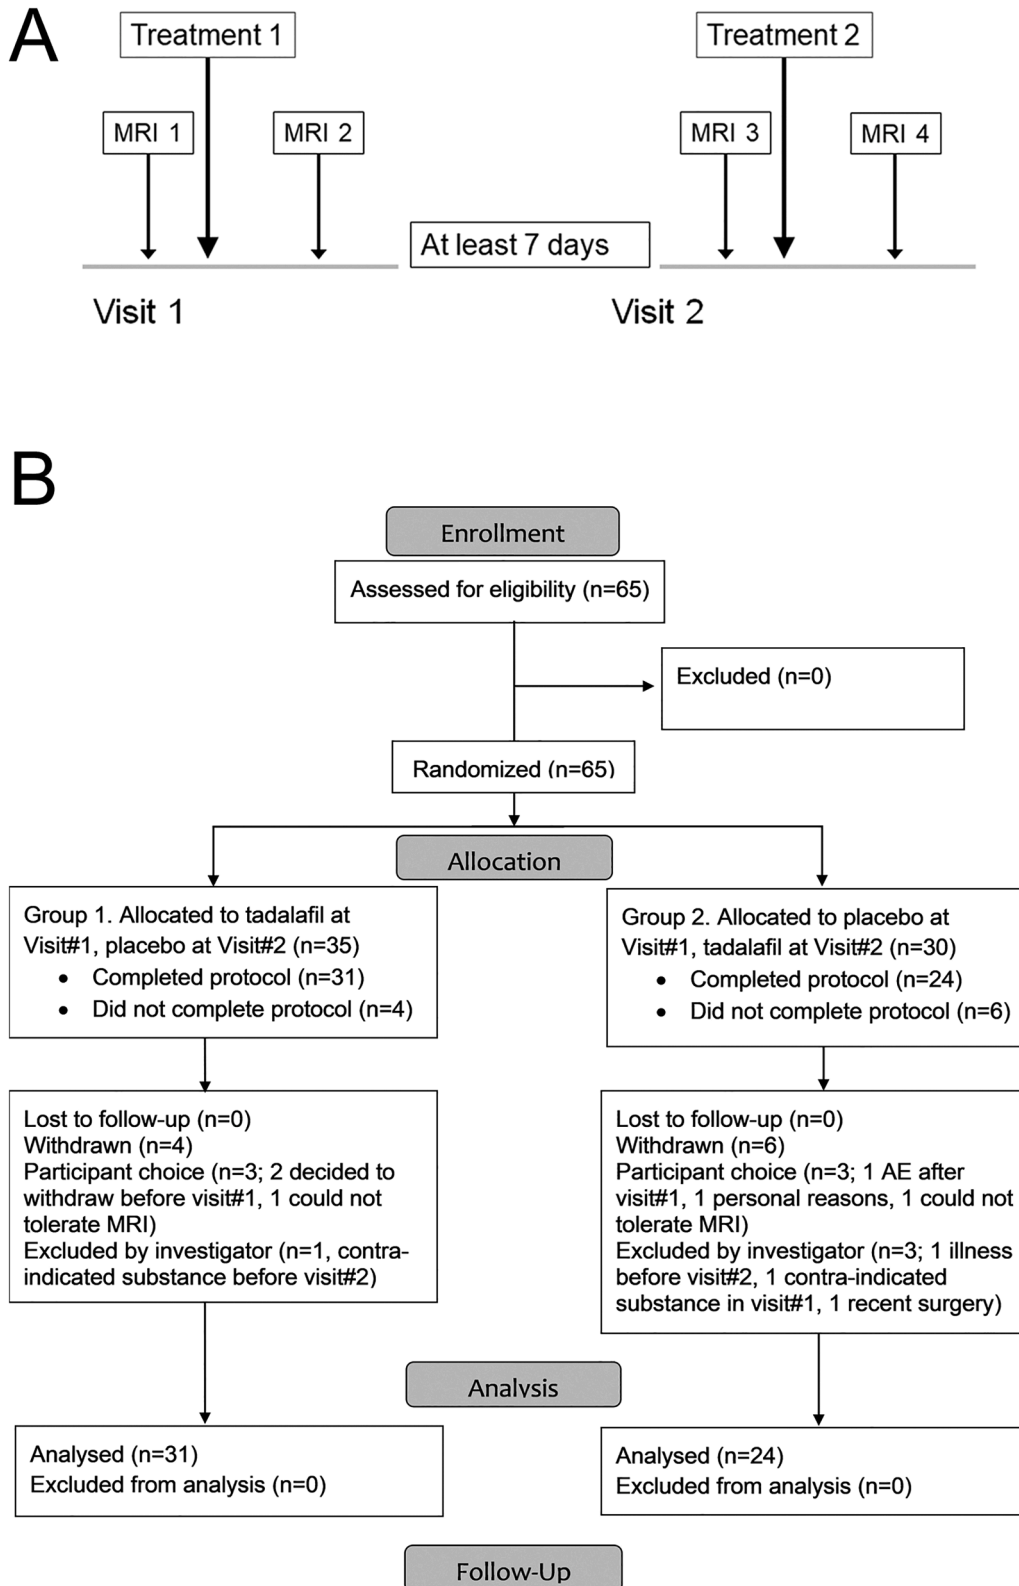 A
Treatment 1
Treatment 2
MRI 1
MRI 2
MRI 3
MRI 4
At least 7 days
Visit 1
Visit 2
B
Enrollment
Assessed for eligibility (n=65)
Excluded (n=0)
Randomized (n=65)
Allocation
Group 1. Allocated to tadalafil at
Visit#1, placebo at Visit#2 (n=35)
• Completed protocol (n=31)
• Did not complete protocol (n=4)
Group 2. Allocated to placebo at
Visit#1, tadalafil at Visit#2 (n=30)
• Completed protocol (n=24)
• Did not complete protocol (n=6)
Lost to follow-up (n=0)
Withdrawn (n=4)
Participant choice (n=3; 2 decided to
withdraw before visit#1, 1 could not
tolerate MRI)
Excluded by investigator (n=1, contra-
indicated substance before visit#2)
Lost to follow-up (n=0)
Withdrawn (n=6)
Participant choice (n=3; 1 AE after
visit#1, 1 personal reasons, 1 could not
tolerate MRI)
Excluded by investigator (n=3; 1 illness
before visit#2, 1 contra-indicated
substance in visit#1, 1 recent surgery)
Analysis
Analysed (n=31)
Excluded from analysis (n=0)
Analysed (n=24)
Excluded from analysis (n=0)
Follow-Up